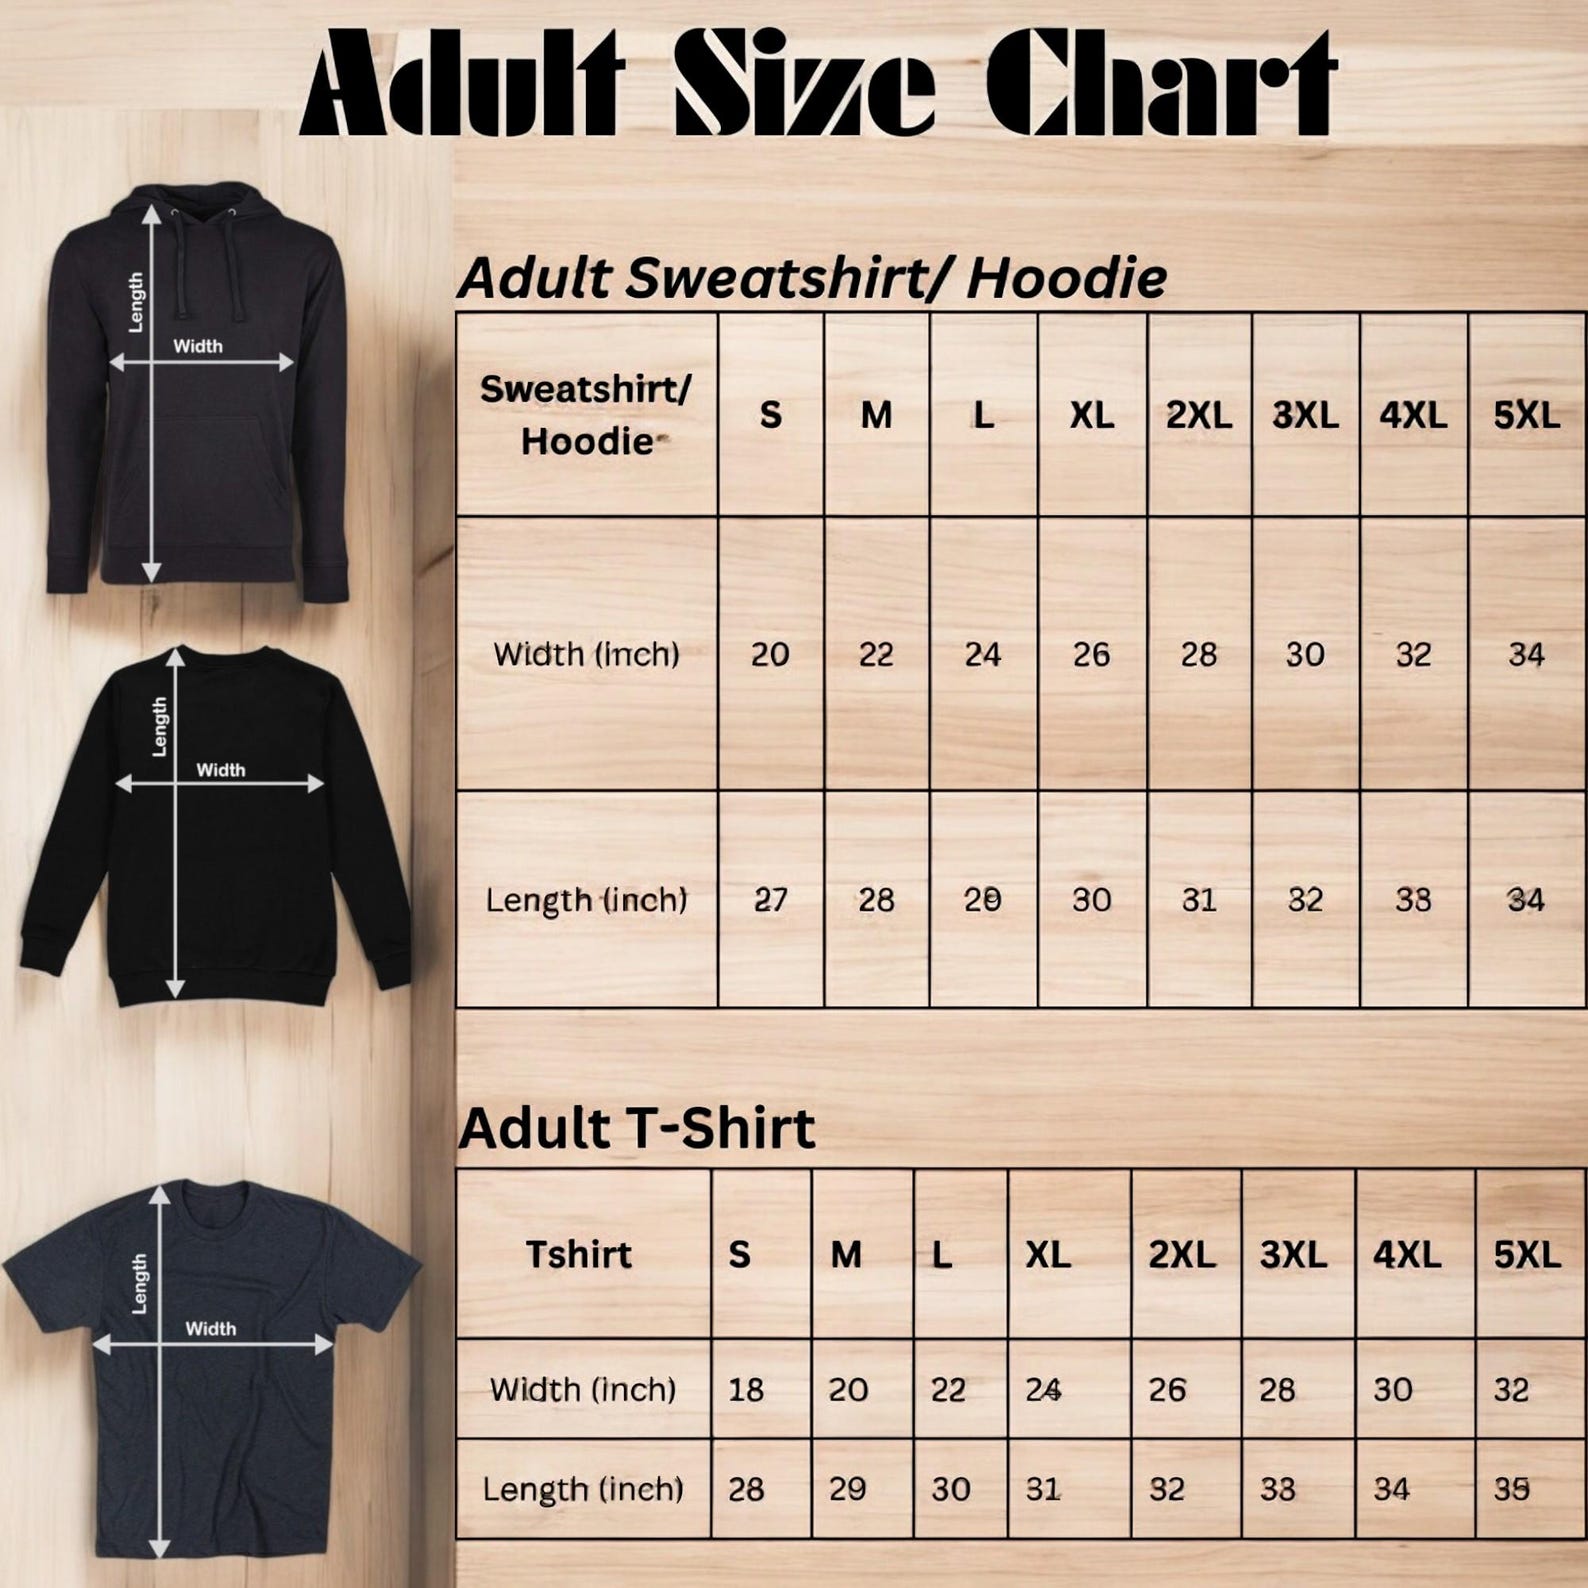 Adult Size Chart
Length
Width
Length
Width
Length
Width
Adult Sweatshirt/ Hoodie
Sweatshirt/ S M L XL 2XL 3XL 4XL 5XL
Hoodie
Width (inch) 20 22 24 26 28 30 32 34
Length (inch) 27 28 29 30 31 32 33 34
Adult T-Shirt
Tshirt S M L XL 2XL 3XL 4XL 5XL
Width (inch) 18 20 22 24 26 28 30 32
Length (inch) 28 29 30 31 32 33 34 35